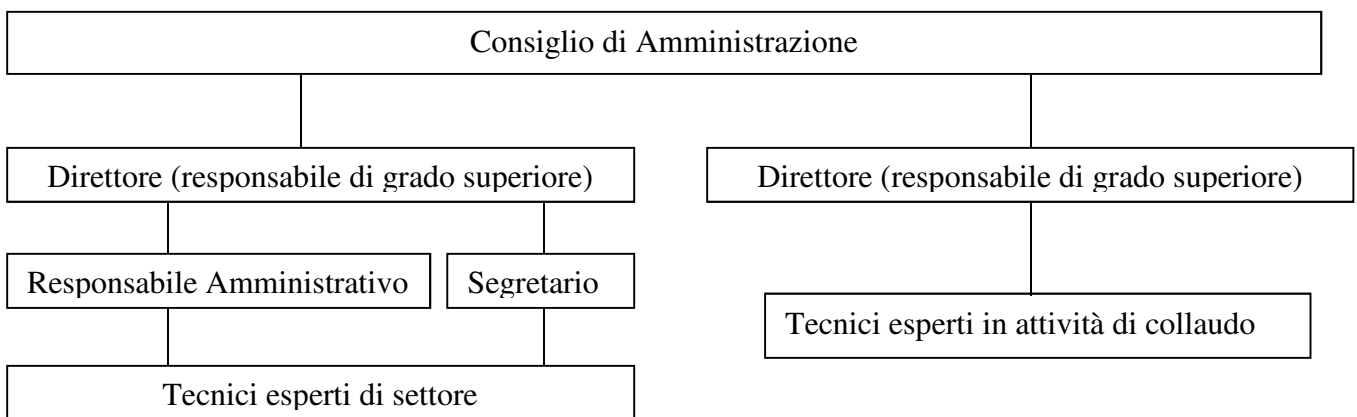 Consiglio di Amministrazione
Direttore (responsabile di grado superiore)
Direttore (responsabile di grado superiore)
Responsabile Amministrativo
Segretario
Tecnici esperti in attività di collaudo
Tecnici esperti di settore